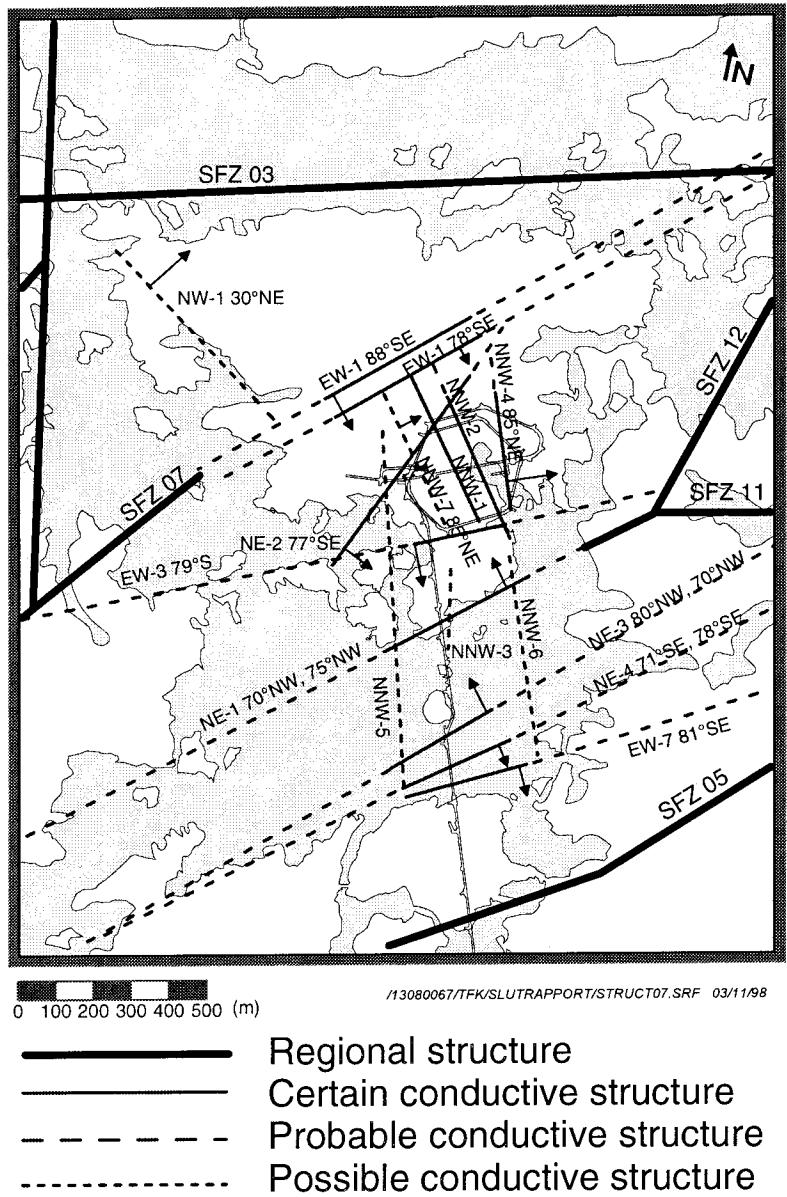 N
SFZ 03
NW-1 30°NE
EW-1 88°SE
EW-1 78°SE
SFZ 12
NNW-4 85°NE
NNW-2
NNW-1
NNW-7 85°NE
SFZ 07
SFZ 11
NE-2 77°SE
EW-3 79°S
NE-3 80°NW, 70°NW
NE-4 71°SE, 78°SE
NNW-3
NNW-6
NE-1 70°NW, 75°NW
NNW-5
EW-7 81°SE
SFZ 05
0 100 200 300 400 500 (m)
/13080067/TFK/SLUTRAPPORT/STRUCT07.SRF 03/11/98
Regional structure
Certain conductive structure
Probable conductive structure
Possible conductive structure